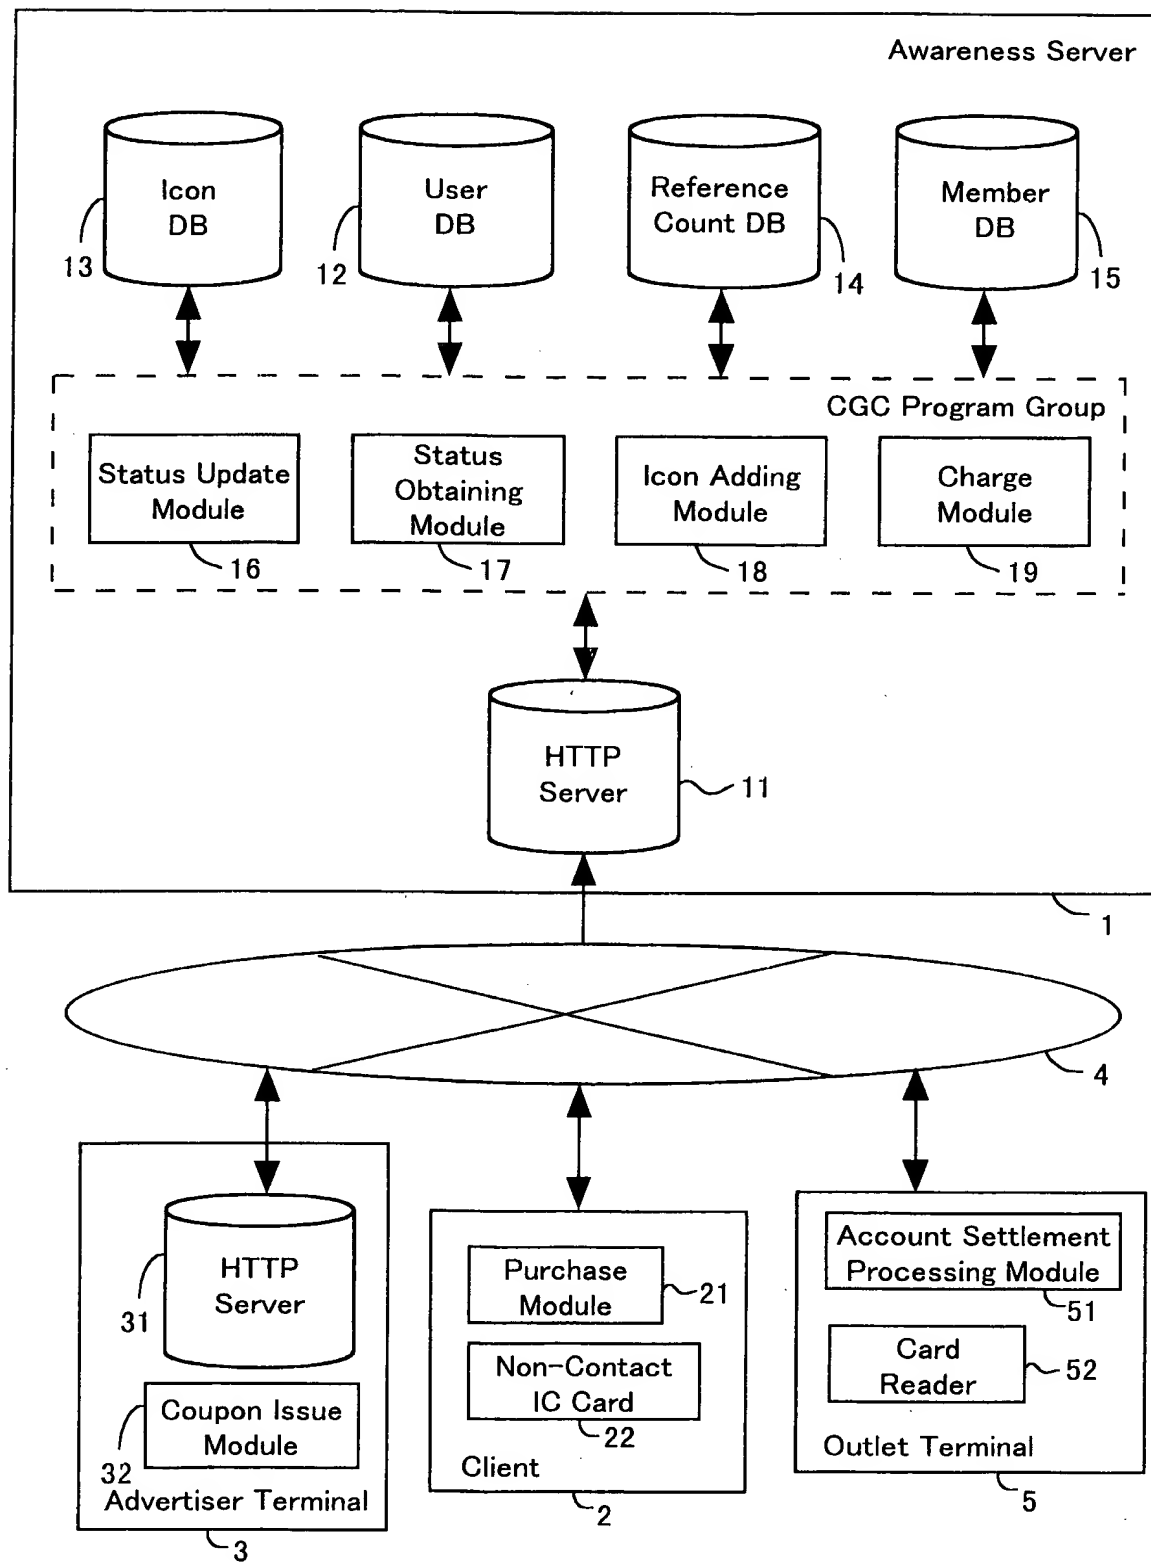 Awareness Server
Icon
DB
User
DB
Reference
Count DB
Member
DB
13
12
14
15
CGC Program Group
Status Update
Module
Status
Obtaining
Module
Icon Adding
Module
Charge
Module
16
17
18
19
HTTP
Server
11
1
4
HTTP
Server
31
Coupon Issue
Module
32
Advertiser Terminal
3
Purchase
Module
21
Non-Contact
IC Card
22
Client
2
Account Settlement
Processing Module
51
Card
Reader
52
Outlet Terminal
5